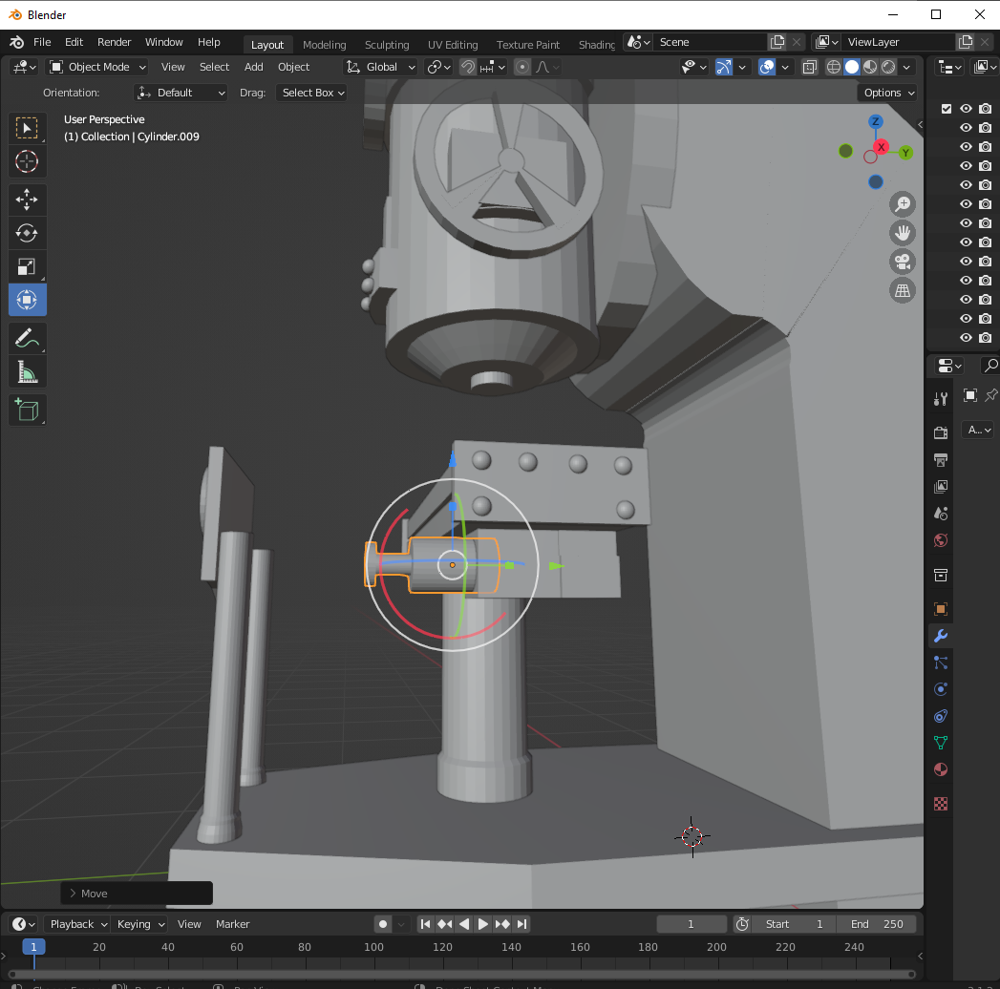 Blender
File Edit Render Window Help Layout Modeling Sculpting UV Editing Texture Paint Shading Scene ViewLayer
Object Mode View Select Add Object Global
Orientation: Default Drag: Select Box Options
User Perspective
(1) Collection | Cylinder.009
Z
X
Y
A...
Move
Playback Keying View Marker 1 Start 1 End 250
1 20 40 60 80 100 120 140 160 180 200 220 240